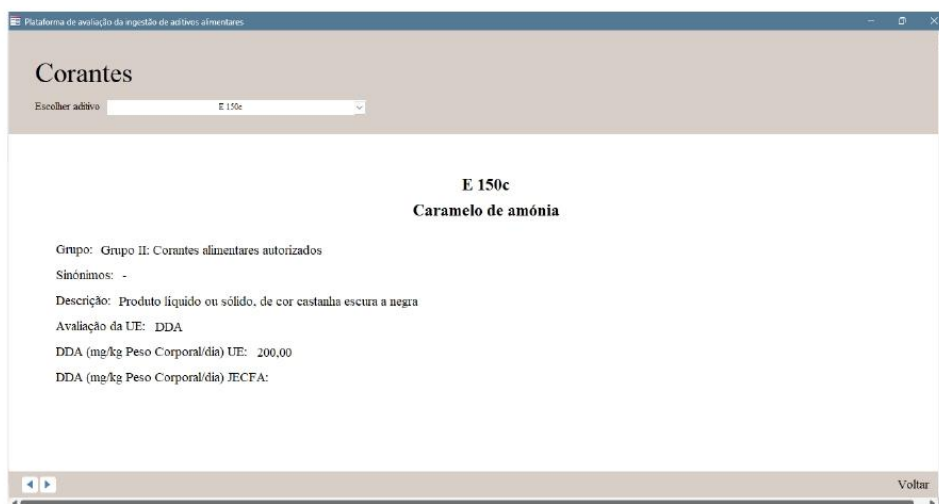 Plataforma de avaliação da ingestão de aditivos alimentares
Corantes
Escolher aditivo E 150c
E 150c
Caramelo de amónia
Grupo: Grupo II: Corantes alimentares autorizados
Sinónimos: -
Descrição: Produto líquido ou sólido, de cor castanha escura a negra
Avaliação da UE: DDA
DDA (mg/kg Peso Corporal/dia) UE: 200,00
DDA (mg/kg Peso Corporal/dia) JECFA:
Voltar